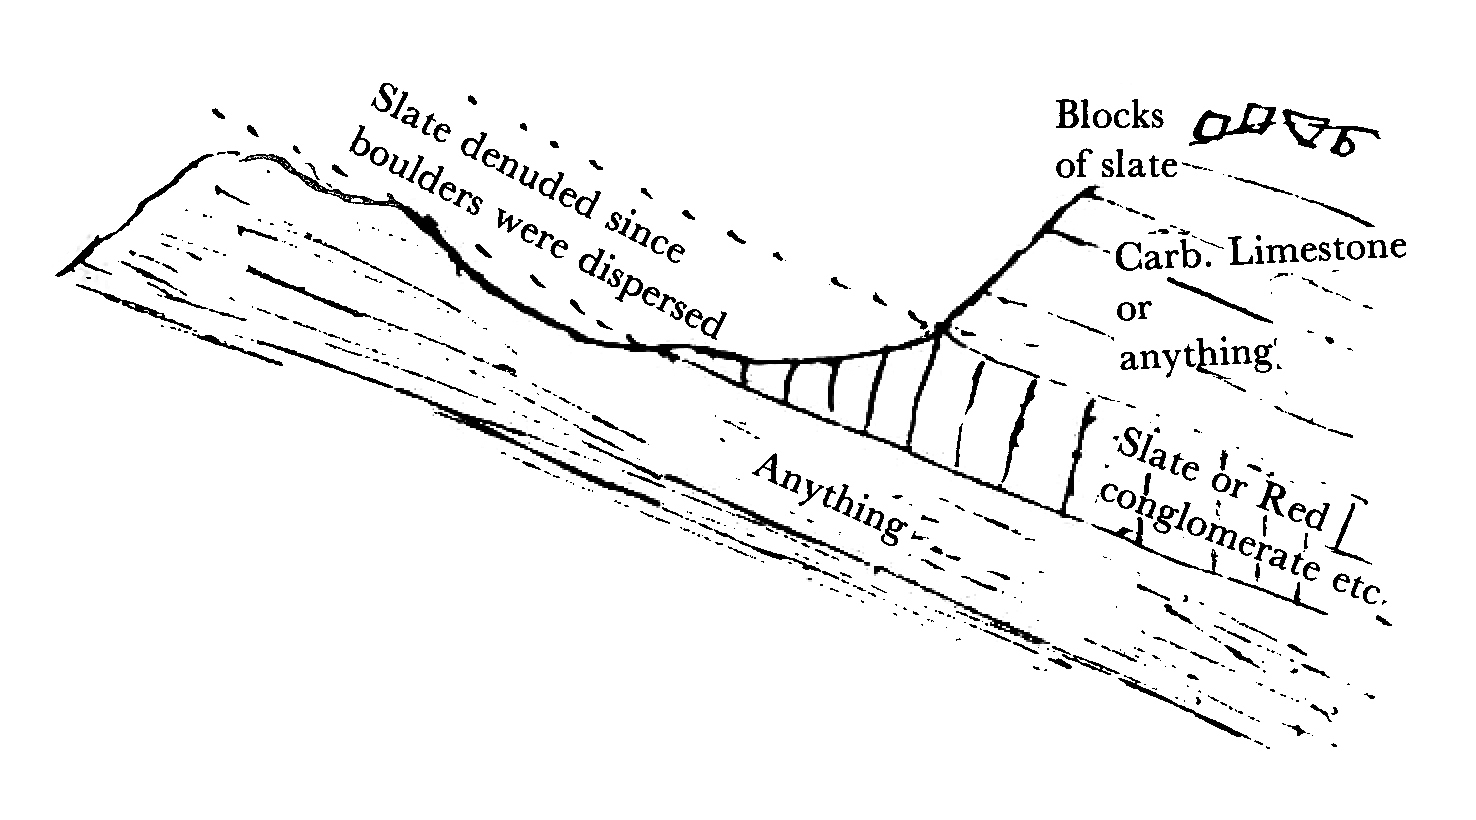 Slate denuded since
boulders were dispersed
Blocks
of slate
Carb. Limestone
or
anything.
Slate or Red
conglomerate etc.
Anything